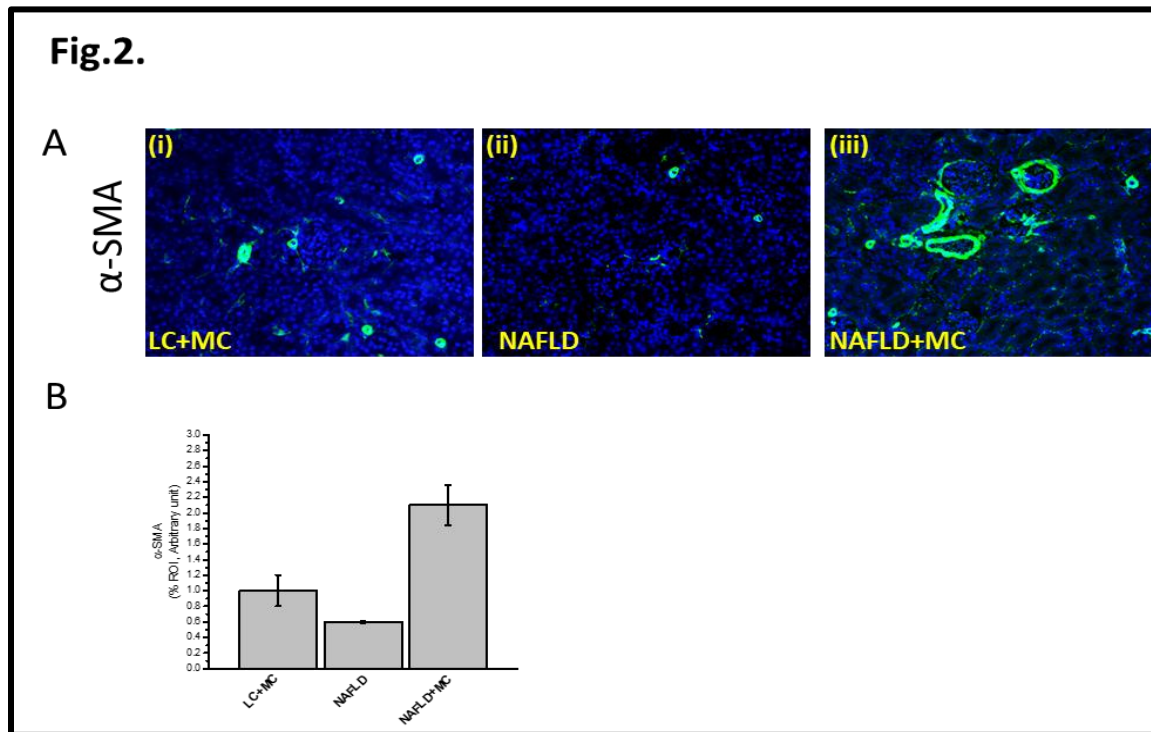 Fig.2.
A
α-SMA
(i)
LC+MC
(ii)
NAFLD
(iii)
NAFLD+MC
B
α-SMA
(% ROI, Arbitrary unit)
3.0
2.8
2.6
2.4
2.2
2.0
1.8
1.6
1.4
1.2
1.0
0.8
0.6
0.4
0.2
0.0
LC+MC
NAFLD
NAFLD+MC